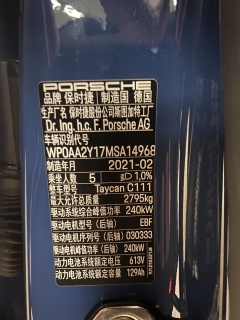 PORSCHE
品牌 保时捷 制造国 德国
生产厂名 保时捷股份公司斯图加特工厂
Dr. Ing. h.c. F. Porsche AG
车辆识别代号
WP0AA2Y17MSA14968
制造年月 2021-02
乘坐人数 5 g≥1.0%
整车型号 Taycan C111
最大允许总质量 2795kg
驱动系统综合峰值功率 240kW
驱动电机型号（后轴） EBF
驱动电机序号（后轴） 030333
驱动电机峰值功率（后轴） 240kW
动力电池系统额定电压 613V
动力电池系统额定容量 129Ah